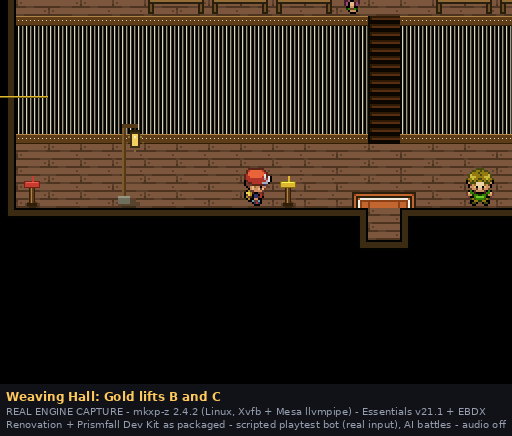 Weaving Hall: Gold lifts B and C
REAL ENGINE CAPTURE - mkxp-z 2.4.2 (Linux, Xvfb + Mesa llvmpipe) - Essentials v21.1 + EBDX
Renovation + Prismfall Dev Kit as packaged - scripted playtest bot (real input), AI battles - audio off